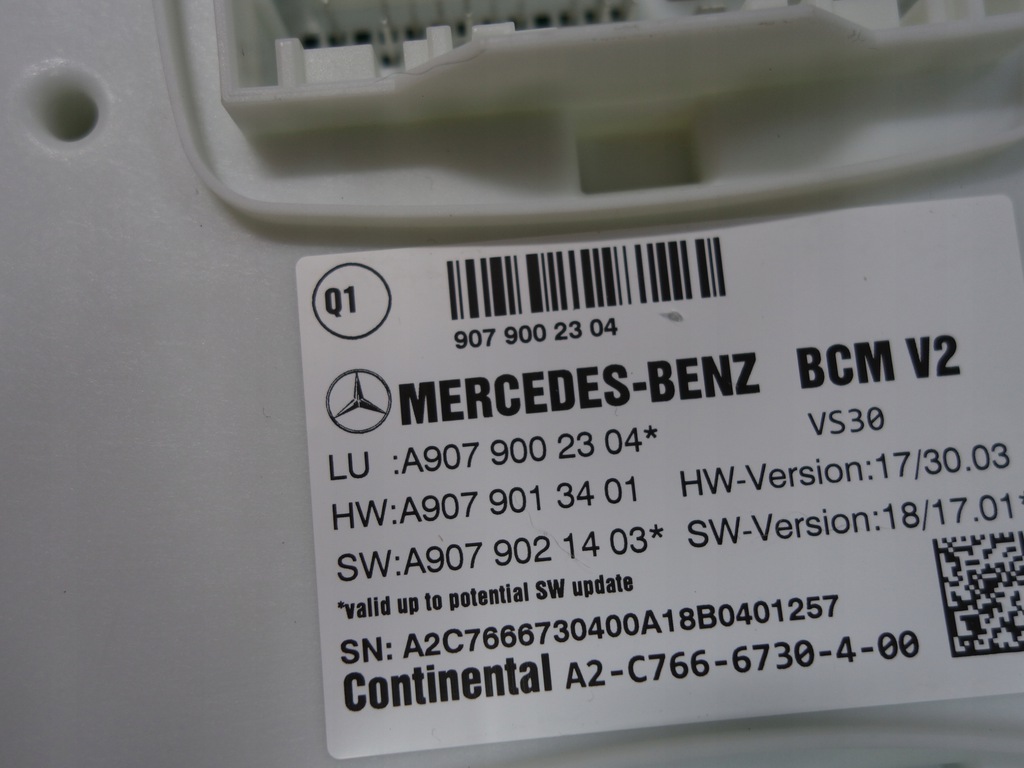 Q1
907 900 23 04
MERCEDES-BENZ BCM V2
VS30
LU :A907 900 23 04*
HW:A907 901 34 01 HW-Version:17/30.03
SW:A907 902 14 03* SW-Version:18/17.01*
*valid up to potential SW update
SN: A2C7666730400A18B0401257
Continental A2-C766-6730-4-00